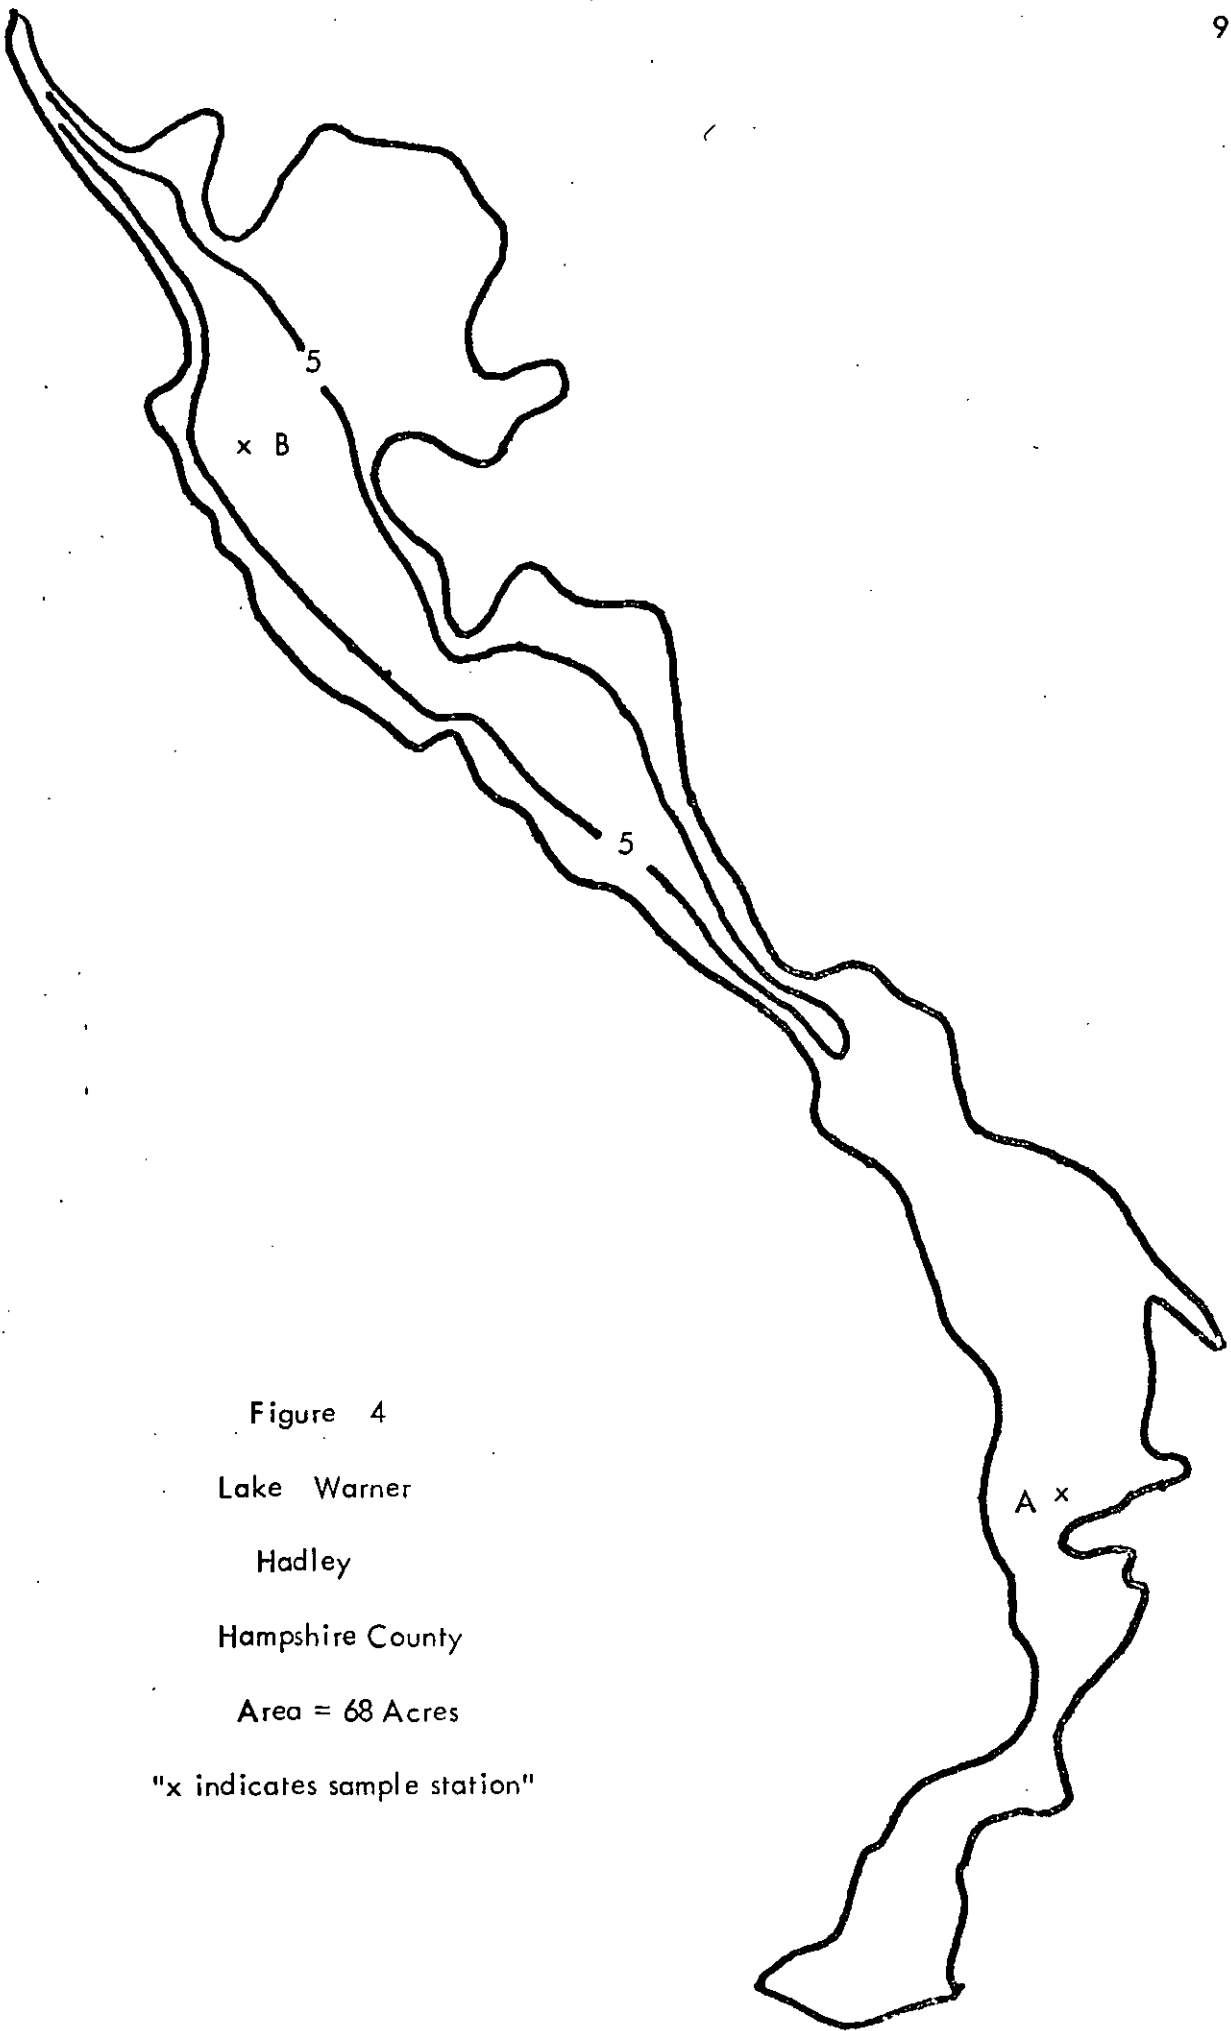 9
5
x B
5
A x
Figure 4
Lake Warner
Hadley
Hampshire County
Area = 68 Acres
"x indicates sample station"